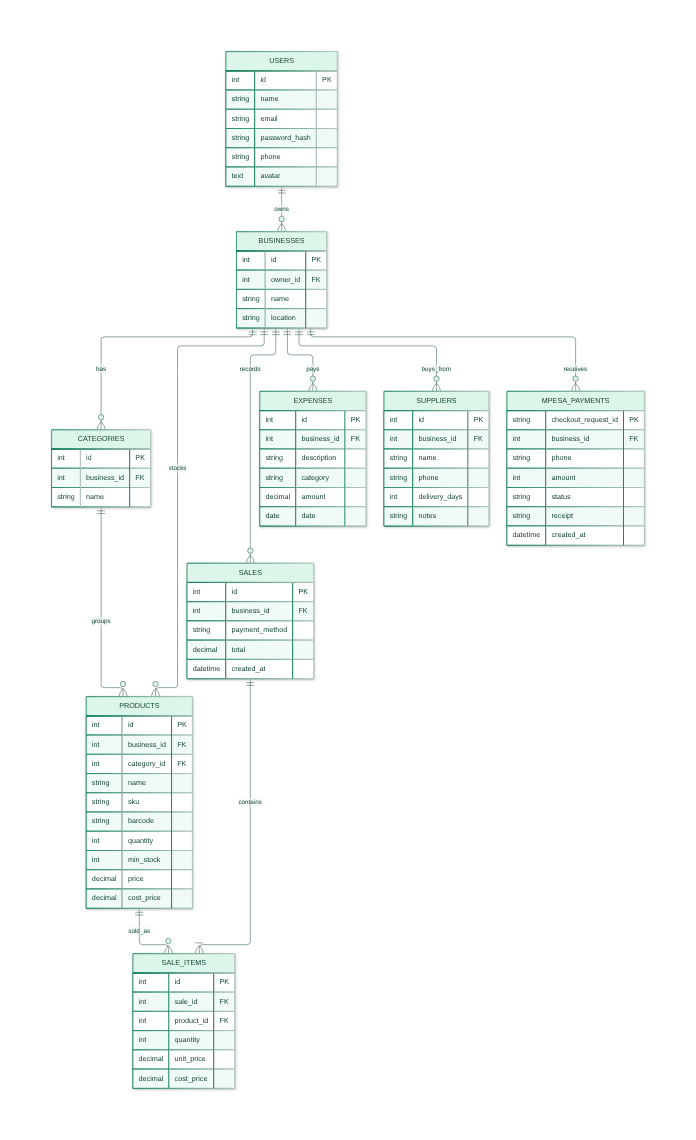 USERS
int id PK
string name
string email
string password_hash
string phone
text avatar
owns
BUSINESSES
int id PK
int owner_id FK
string name
string location
has
records
pays
buys_from
receives
EXPENSES
int id PK
int business_id FK
string description
string category
decimal amount
date date
SUPPLIERS
int id PK
int business_id FK
string name
string phone
int delivery_days
string notes
MPESA_PAYMENTS
string checkout_request_id PK
int business_id FK
string phone
int amount
string status
string receipt
datetime created_at
CATEGORIES
int id PK
int business_id FK
string name
stocks
SALES
int id PK
int business_id FK
string payment_method
decimal total
datetime created_at
groups
PRODUCTS
int id PK
int business_id FK
int category_id FK
string name
string sku
string barcode
int quantity
int min_stock
decimal price
decimal cost_price
contains
sold_as
SALE_ITEMS
int id PK
int sale_id FK
int product_id FK
int quantity
decimal unit_price
decimal cost_price